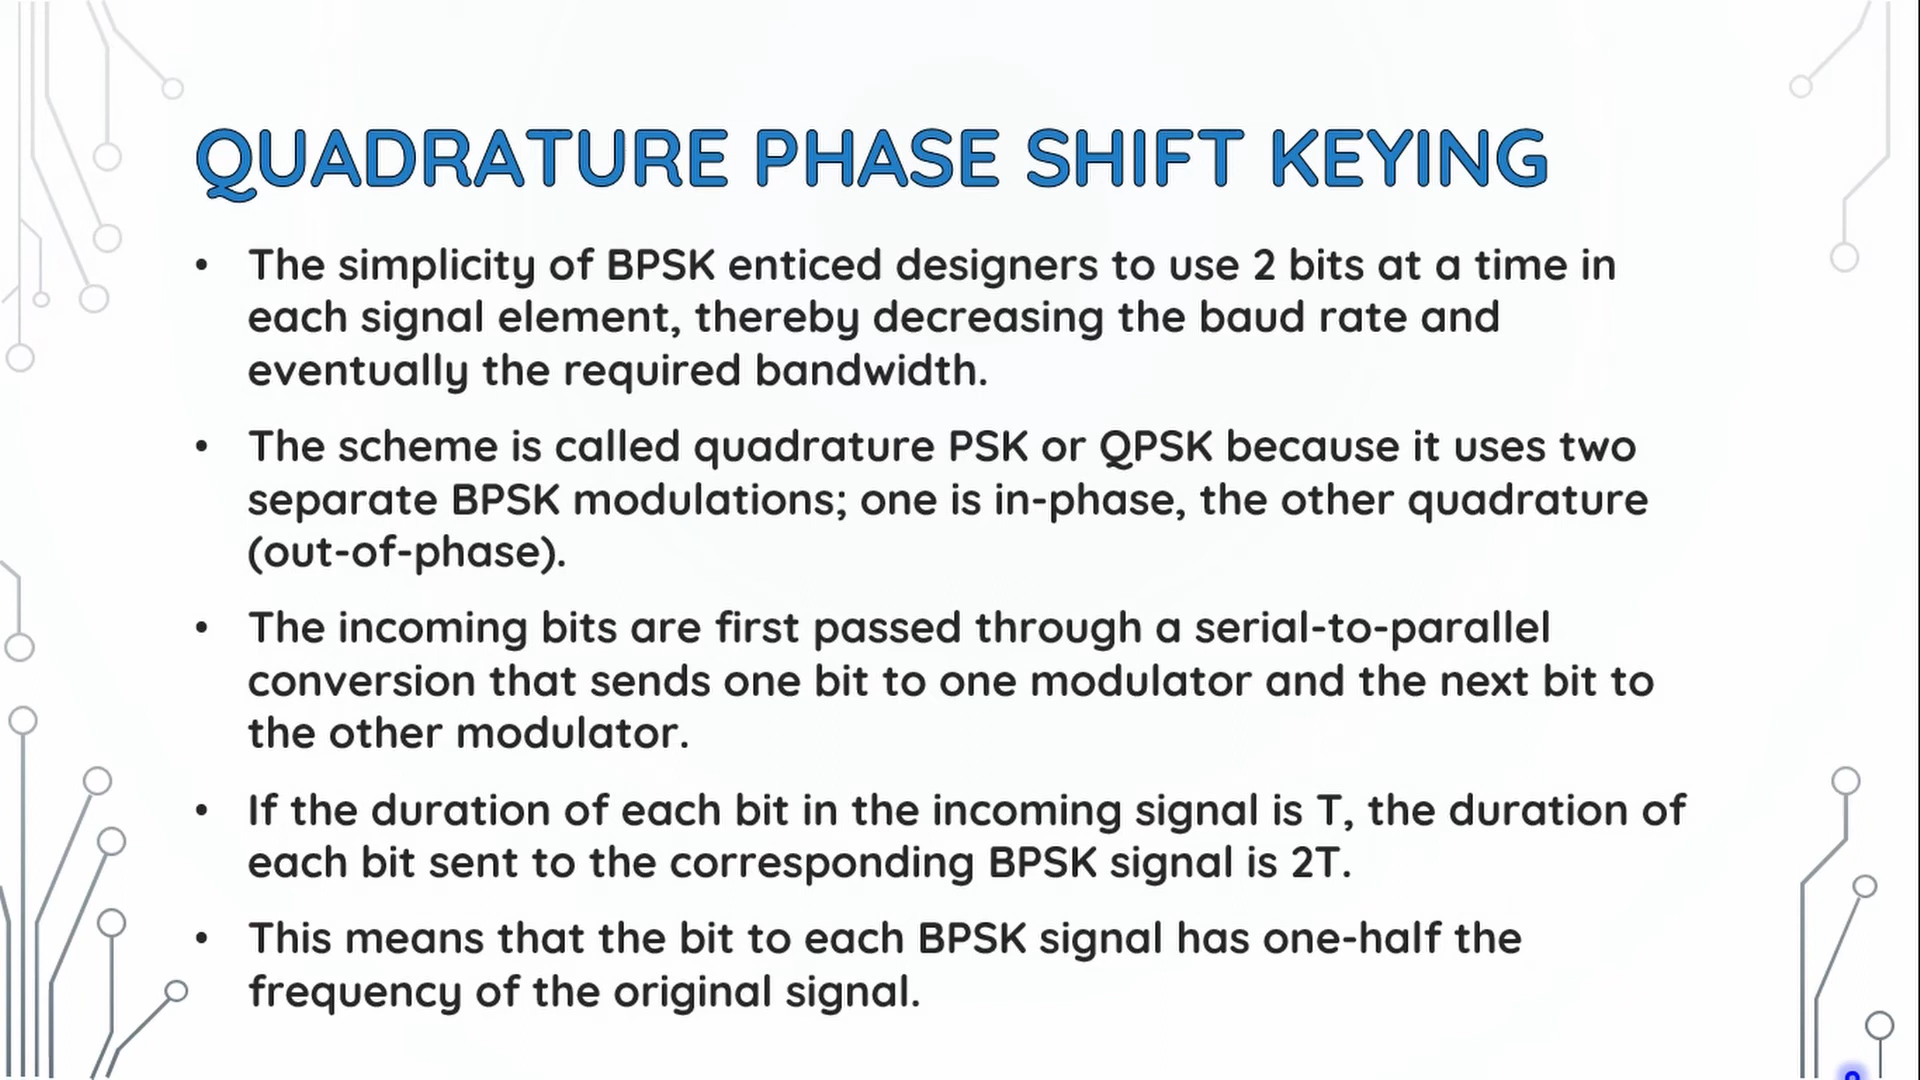 QUADRATURE PHASE SHIFT KEYING
• The simplicity of BPSK enticed designers to use 2 bits at a time in
each signal element, thereby decreasing the baud rate and
eventually the required bandwidth.
• The scheme is called quadrature PSK or QPSK because it uses two
separate BPSK modulations; one is in-phase, the other quadrature
(out-of-phase).
• The incoming bits are first passed through a serial-to-parallel
conversion that sends one bit to one modulator and the next bit to
the other modulator.
• If the duration of each bit in the incoming signal is T, the duration of
each bit sent to the corresponding BPSK signal is 2T.
• This means that the bit to each BPSK signal has one-half the
frequency of the original signal.